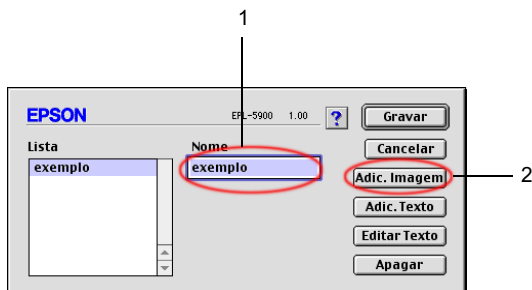 1
EPSON
EPL-5900 1.00 ? Gravar
Lista
Nome
Cancelar
exemplo
exemplo
Adic. Imagem
2
Adic. Texto
Editar Texto
Apagar